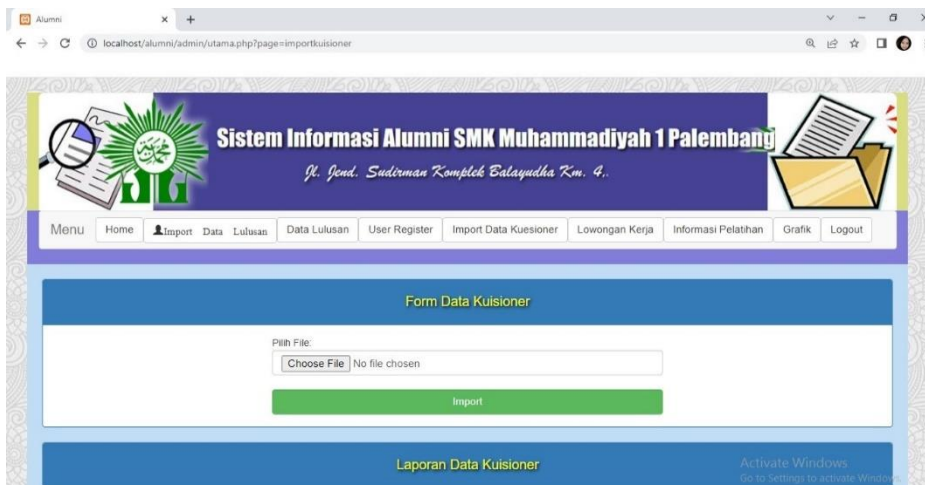 Alumni
localhost/alumni/admin/utama.php?page=importkuisioner
Sistem Informasi Alumni SMK Muhammadiyah 1 Palembang
Jl. Jend. Sudirman Komplek Balayudha Km. 4,.
Menu Home Import Data Lulusan Data Lulusan User Register Import Data Kuesioner Lowongan Kerja Informasi Pelatihan Grafik Logout
Form Data Kuisioner
Pilih File:
Choose File No file chosen
Import
Laporan Data Kuisioner
Activate Windows
Go to Settings to activate Windows.